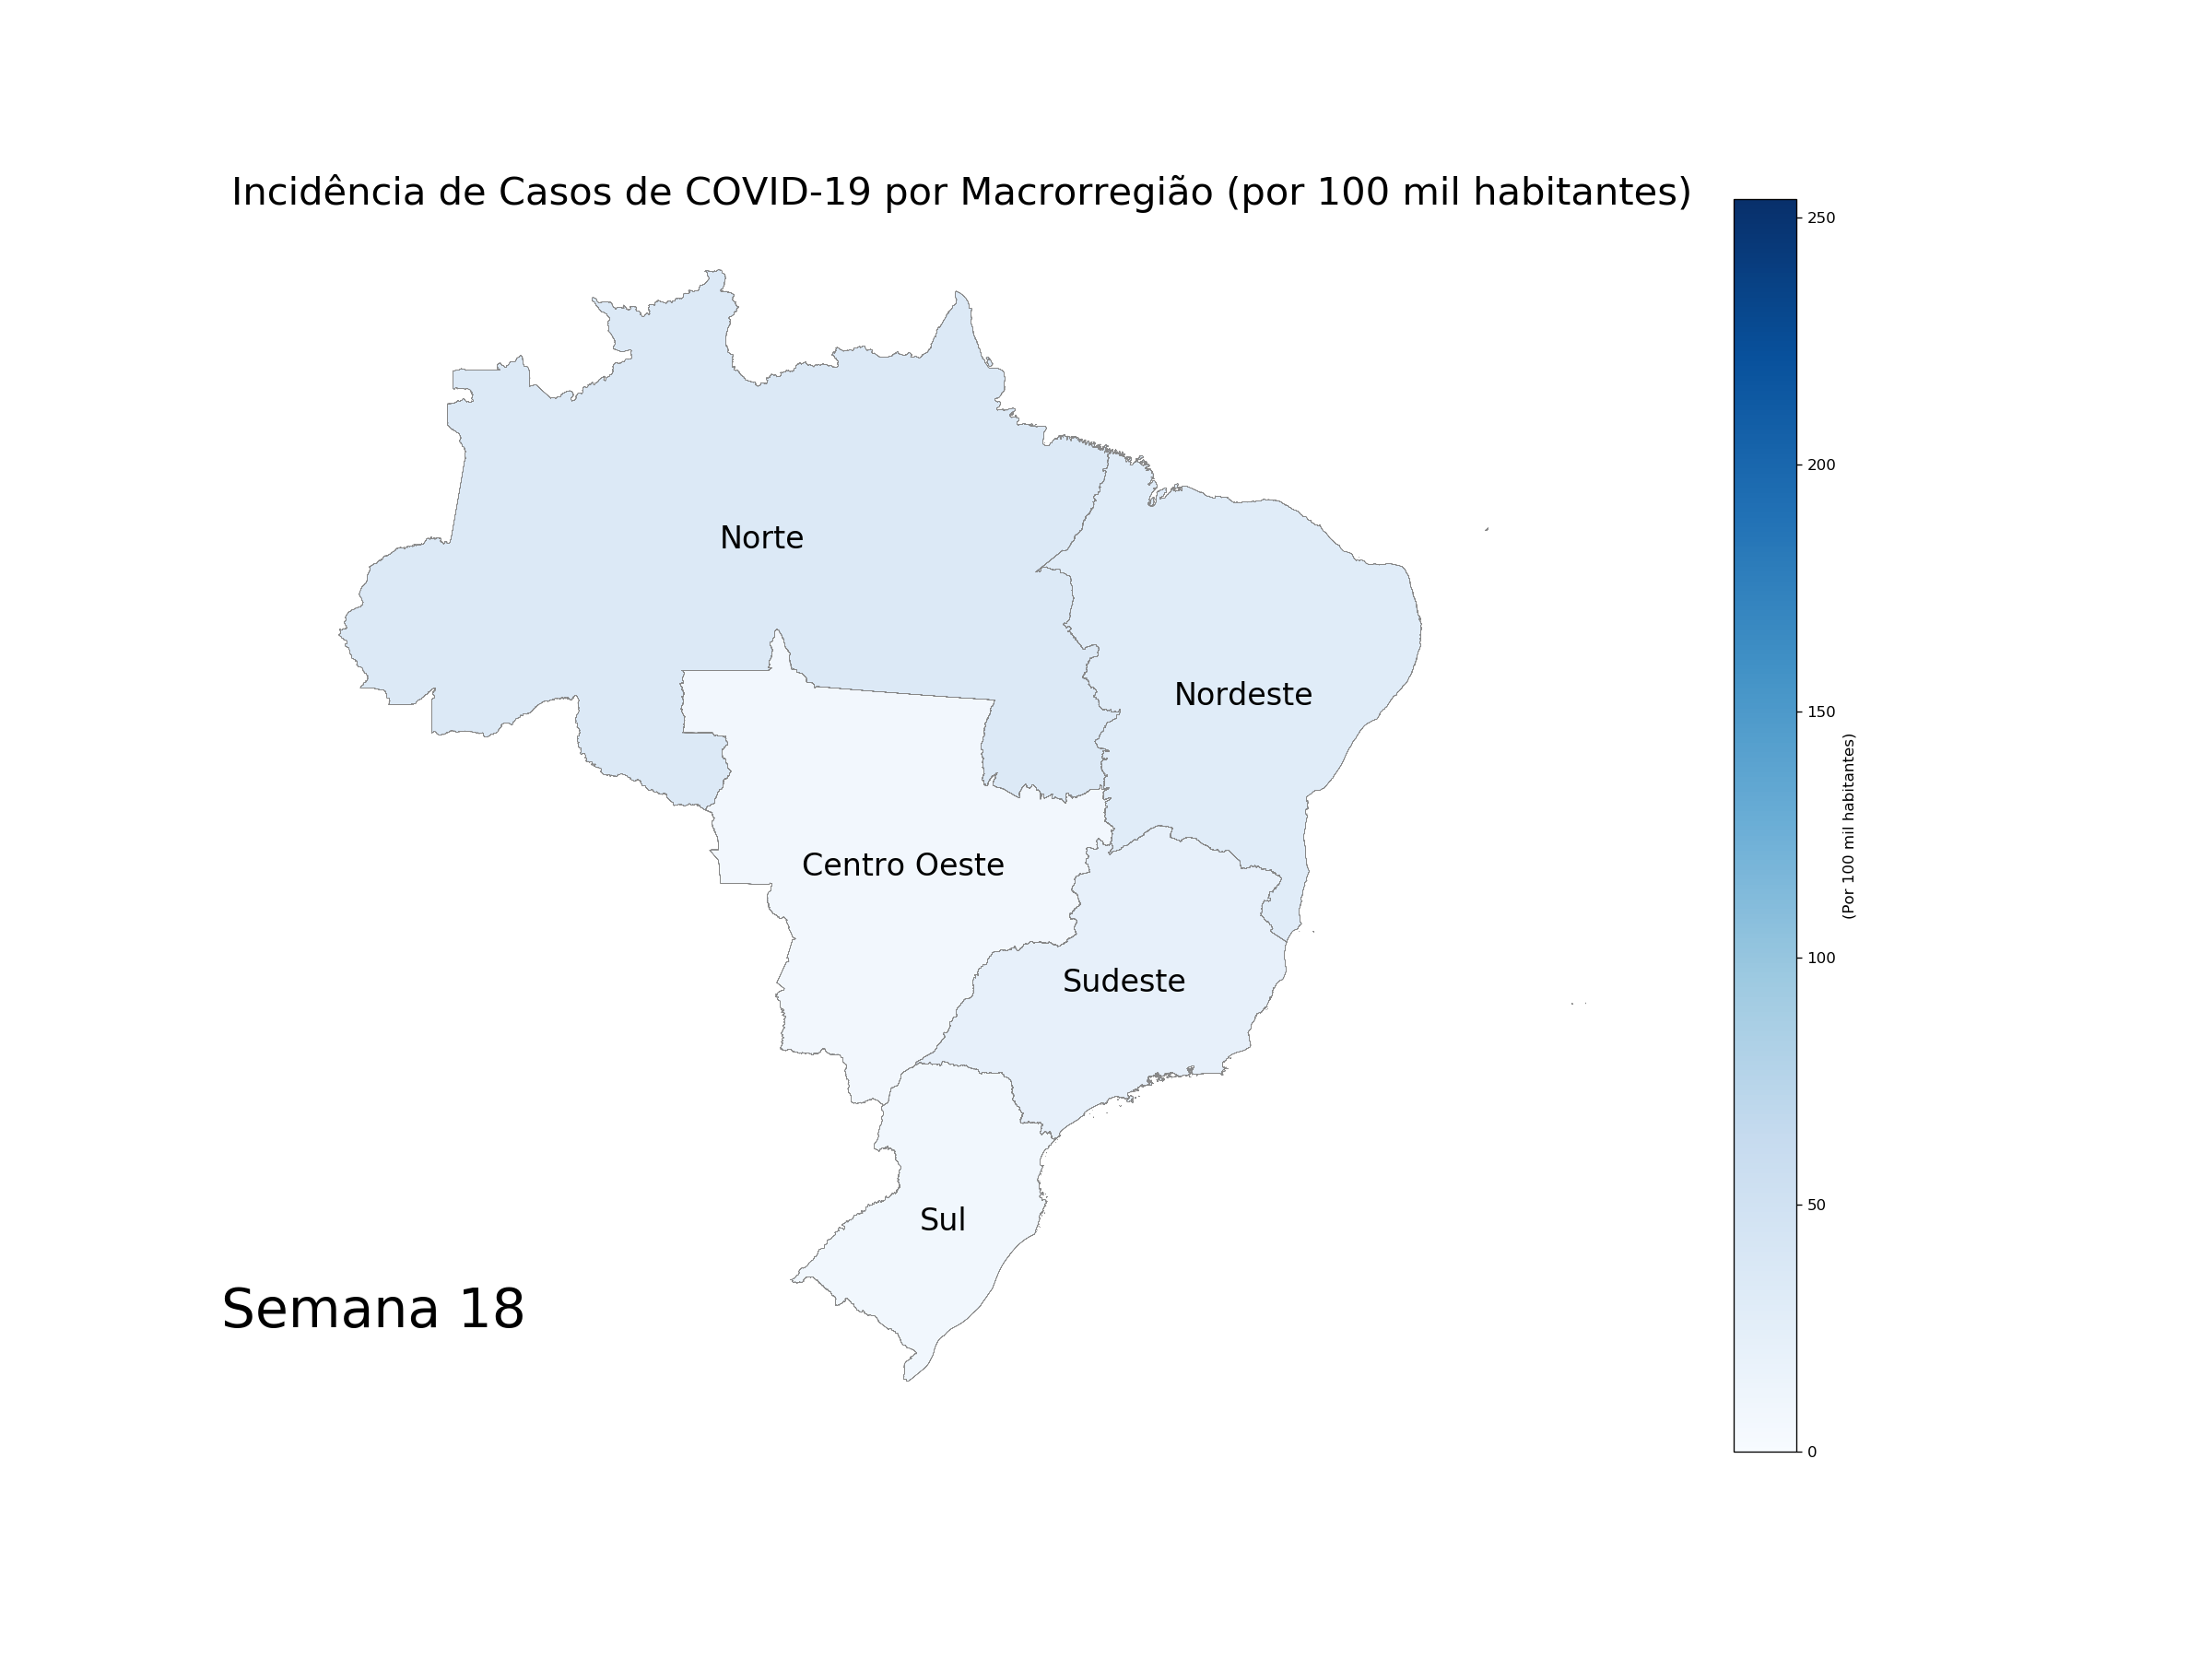 Incidência de Casos de COVID-19 por Macrorregião (por 100 mil habitantes)
Norte
Nordeste
Centro Oeste
Sudeste
Sul
Semana 18
250
200
150
100
50
0
(Por 100 mil habitantes)